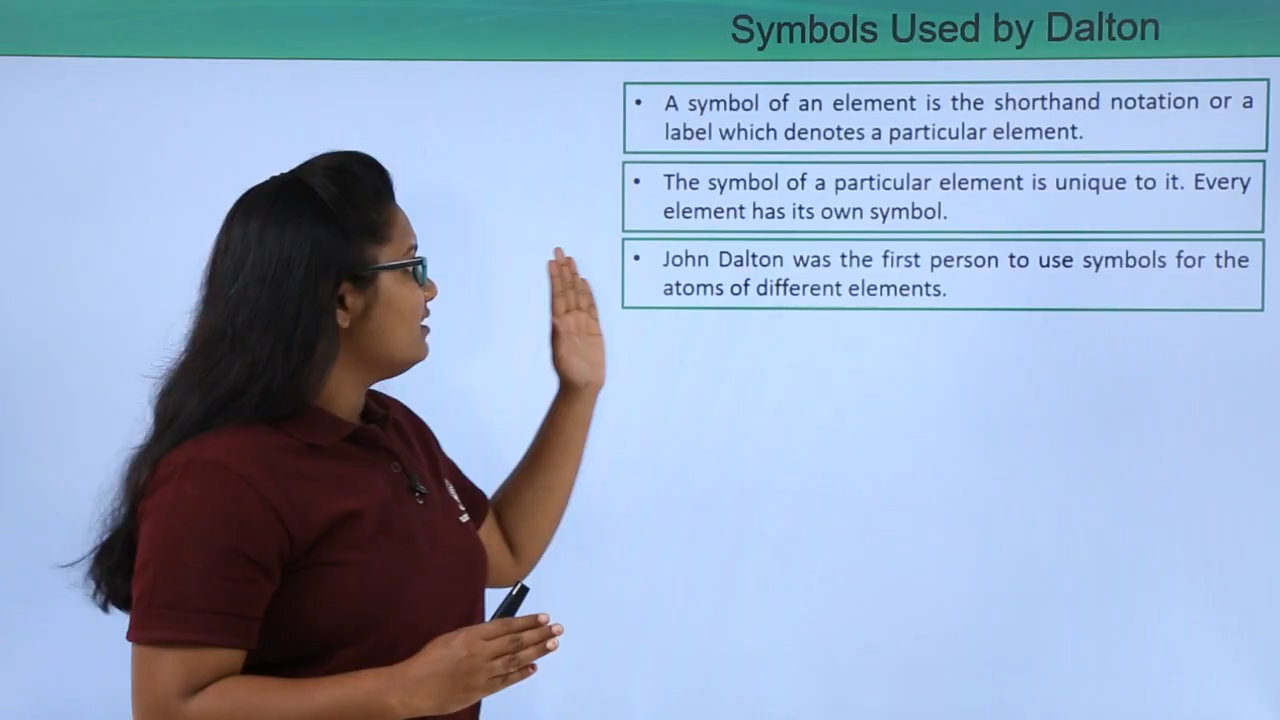 Symbols Used by Dalton
• A symbol of an element is the shorthand notation or a
label which denotes a particular element.
• The symbol of a particular element is unique to it. Every
element has its own symbol.
• John Dalton was the first person to use symbols for the
atoms of different elements.